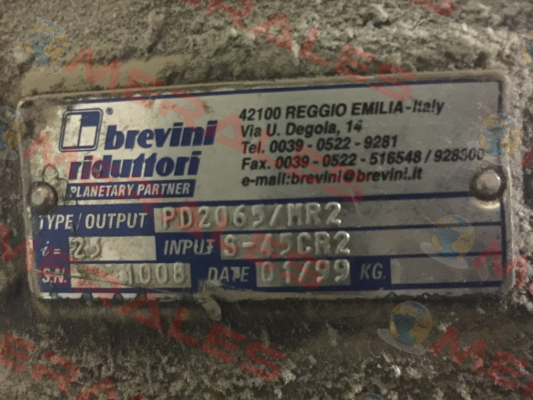 brevini
riduttori
PLANETARY PARTNER
42100 REGGIO EMILIA-Italy
Via U. Degola, 14
Tel. 0039 - 0522 - 9281
Fax. 0039 - 0522 - 516548 / 928300
e-mail:brevini@brevini.it
TYPE/OUTPUT PD2065/MR2
i = INPUT S-45CR2
S.N. 1008 DATE 01/99 KG.
MERALES